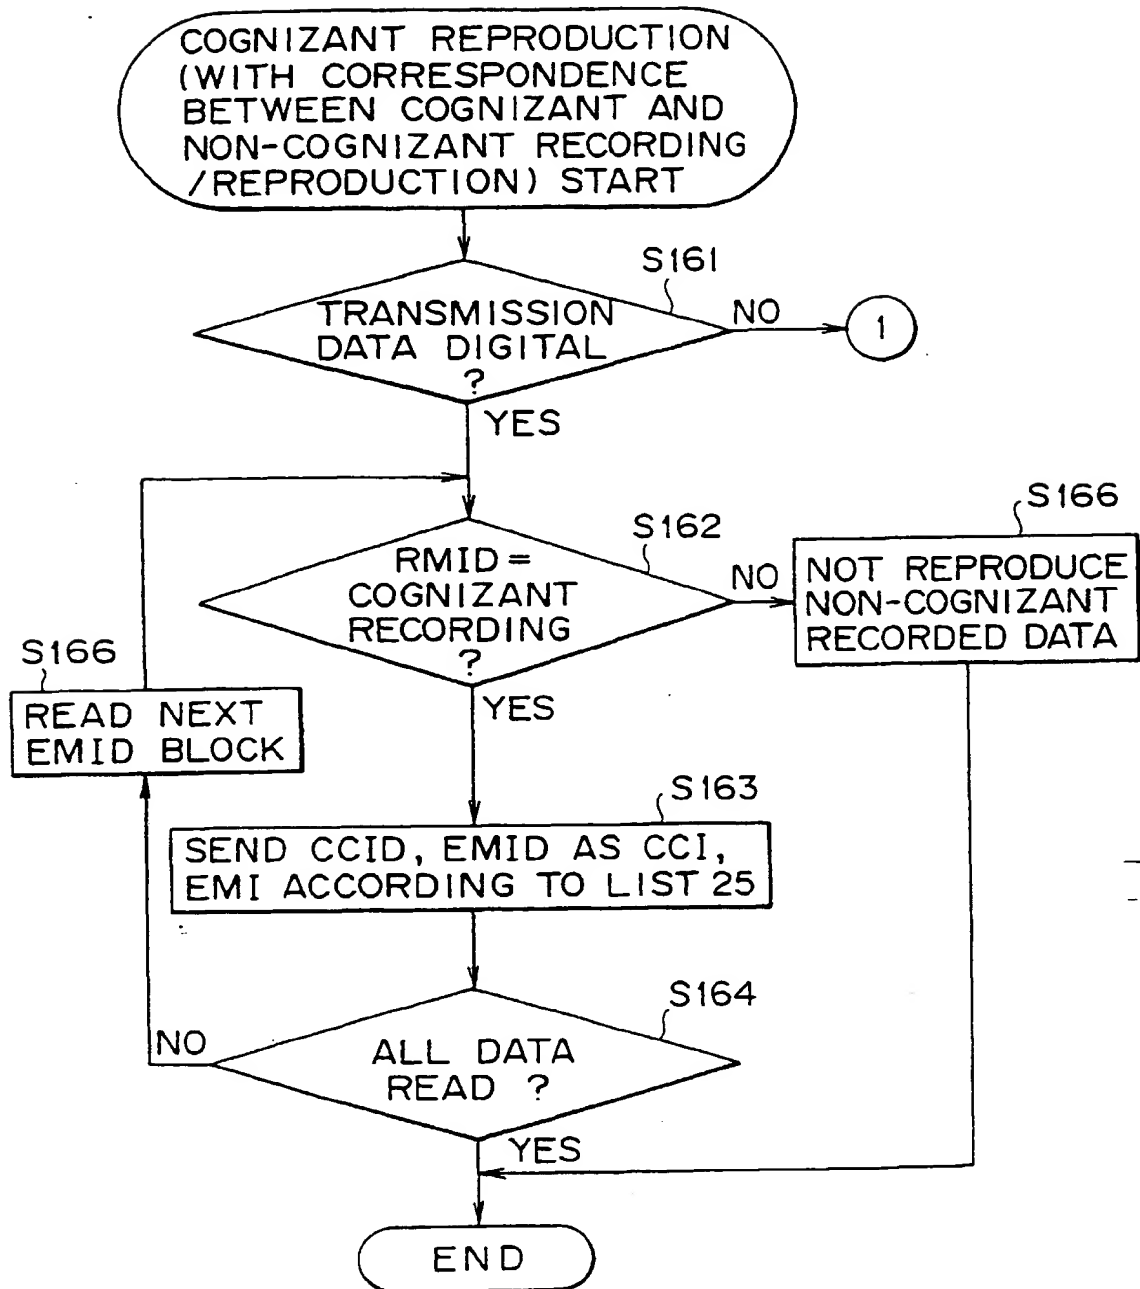 COGNIZANT REPRODUCTION
(WITH CORRESPONDENCE
BETWEEN COGNIZANT AND
NON-COGNIZANT RECORDING
/REPRODUCTION) START
S161
TRANSMISSION
DATA DIGITAL
?
NO
1
YES
S162
RMID=
COGNIZANT
RECORDING
?
NO
S166
NOT REPRODUCE
NON-COGNIZANT
RECORDED DATA
YES
S166
READ NEXT
EMID BLOCK
S163
SEND CCID, EMID AS CCI,
EMI ACCORDING TO LIST 25
S164
ALL DATA
READ ?
NO
YES
END